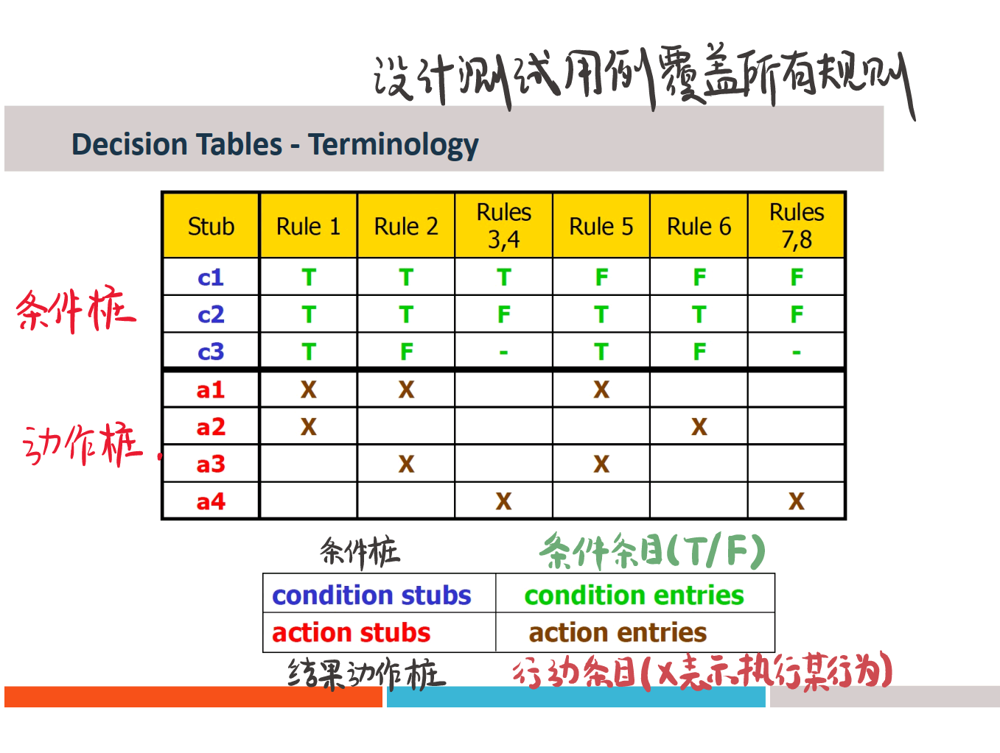 设计测试用例覆盖所有规则
Decision Tables - Terminology
Stub Rule 1 Rule 2 Rules 3,4 Rule 5 Rule 6 Rules 7,8
条件桩
c1 T T T F F F
c2 T T F T T F
c3 T F - T F -
动作桩.
a1 X X X
a2 X X
a3 X X
a4 X X
条件桩 条件条目(T/F)
condition stubs condition entries
action stubs action entries
结果动作桩 行动条目(X表示执行某行为)